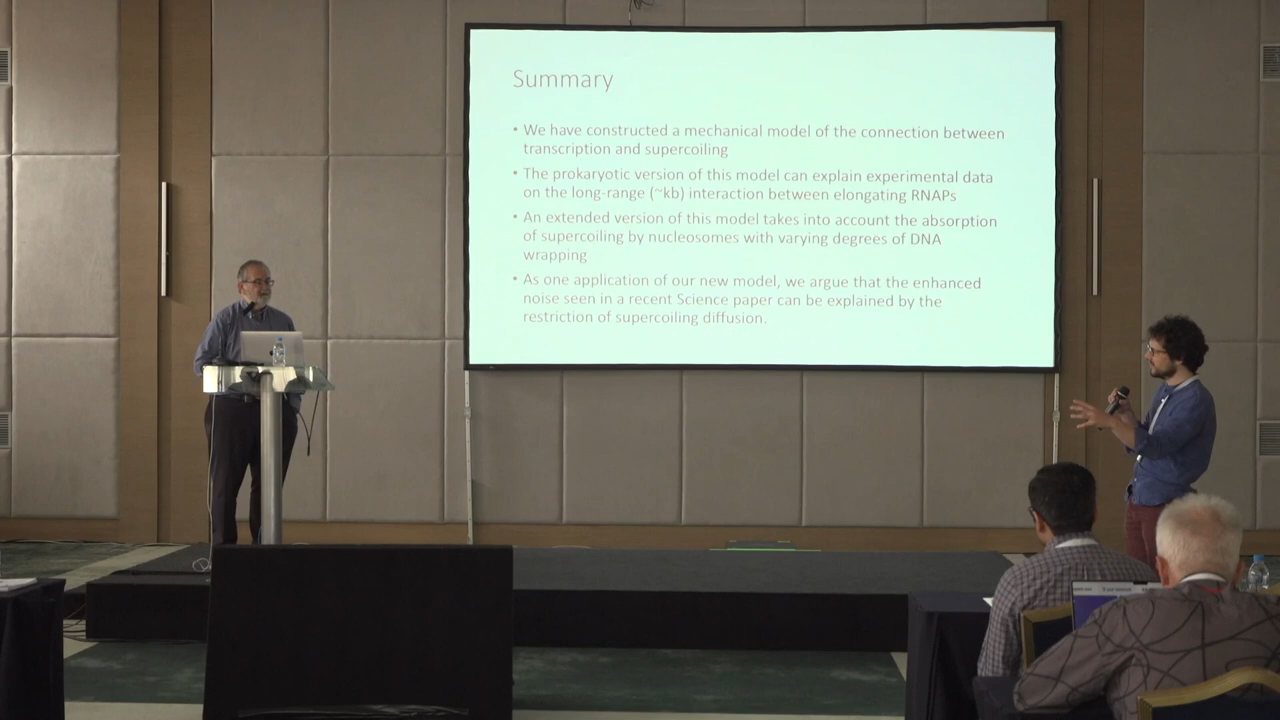 Summary
• We have constructed a mechanical model of the connection between
transcription and supercoiling
• The prokaryotic version of this model can explain experimental data
on the long-range (~kb) interaction between elongating RNAPs
• An extended version of this model takes into account the absorption
of supercoiling by nucleosomes with varying degrees of DNA
wrapping
• As one application of our new model, we argue that the enhanced
noise seen in a recent Science paper can be explained by the
restriction of supercoiling diffusion.